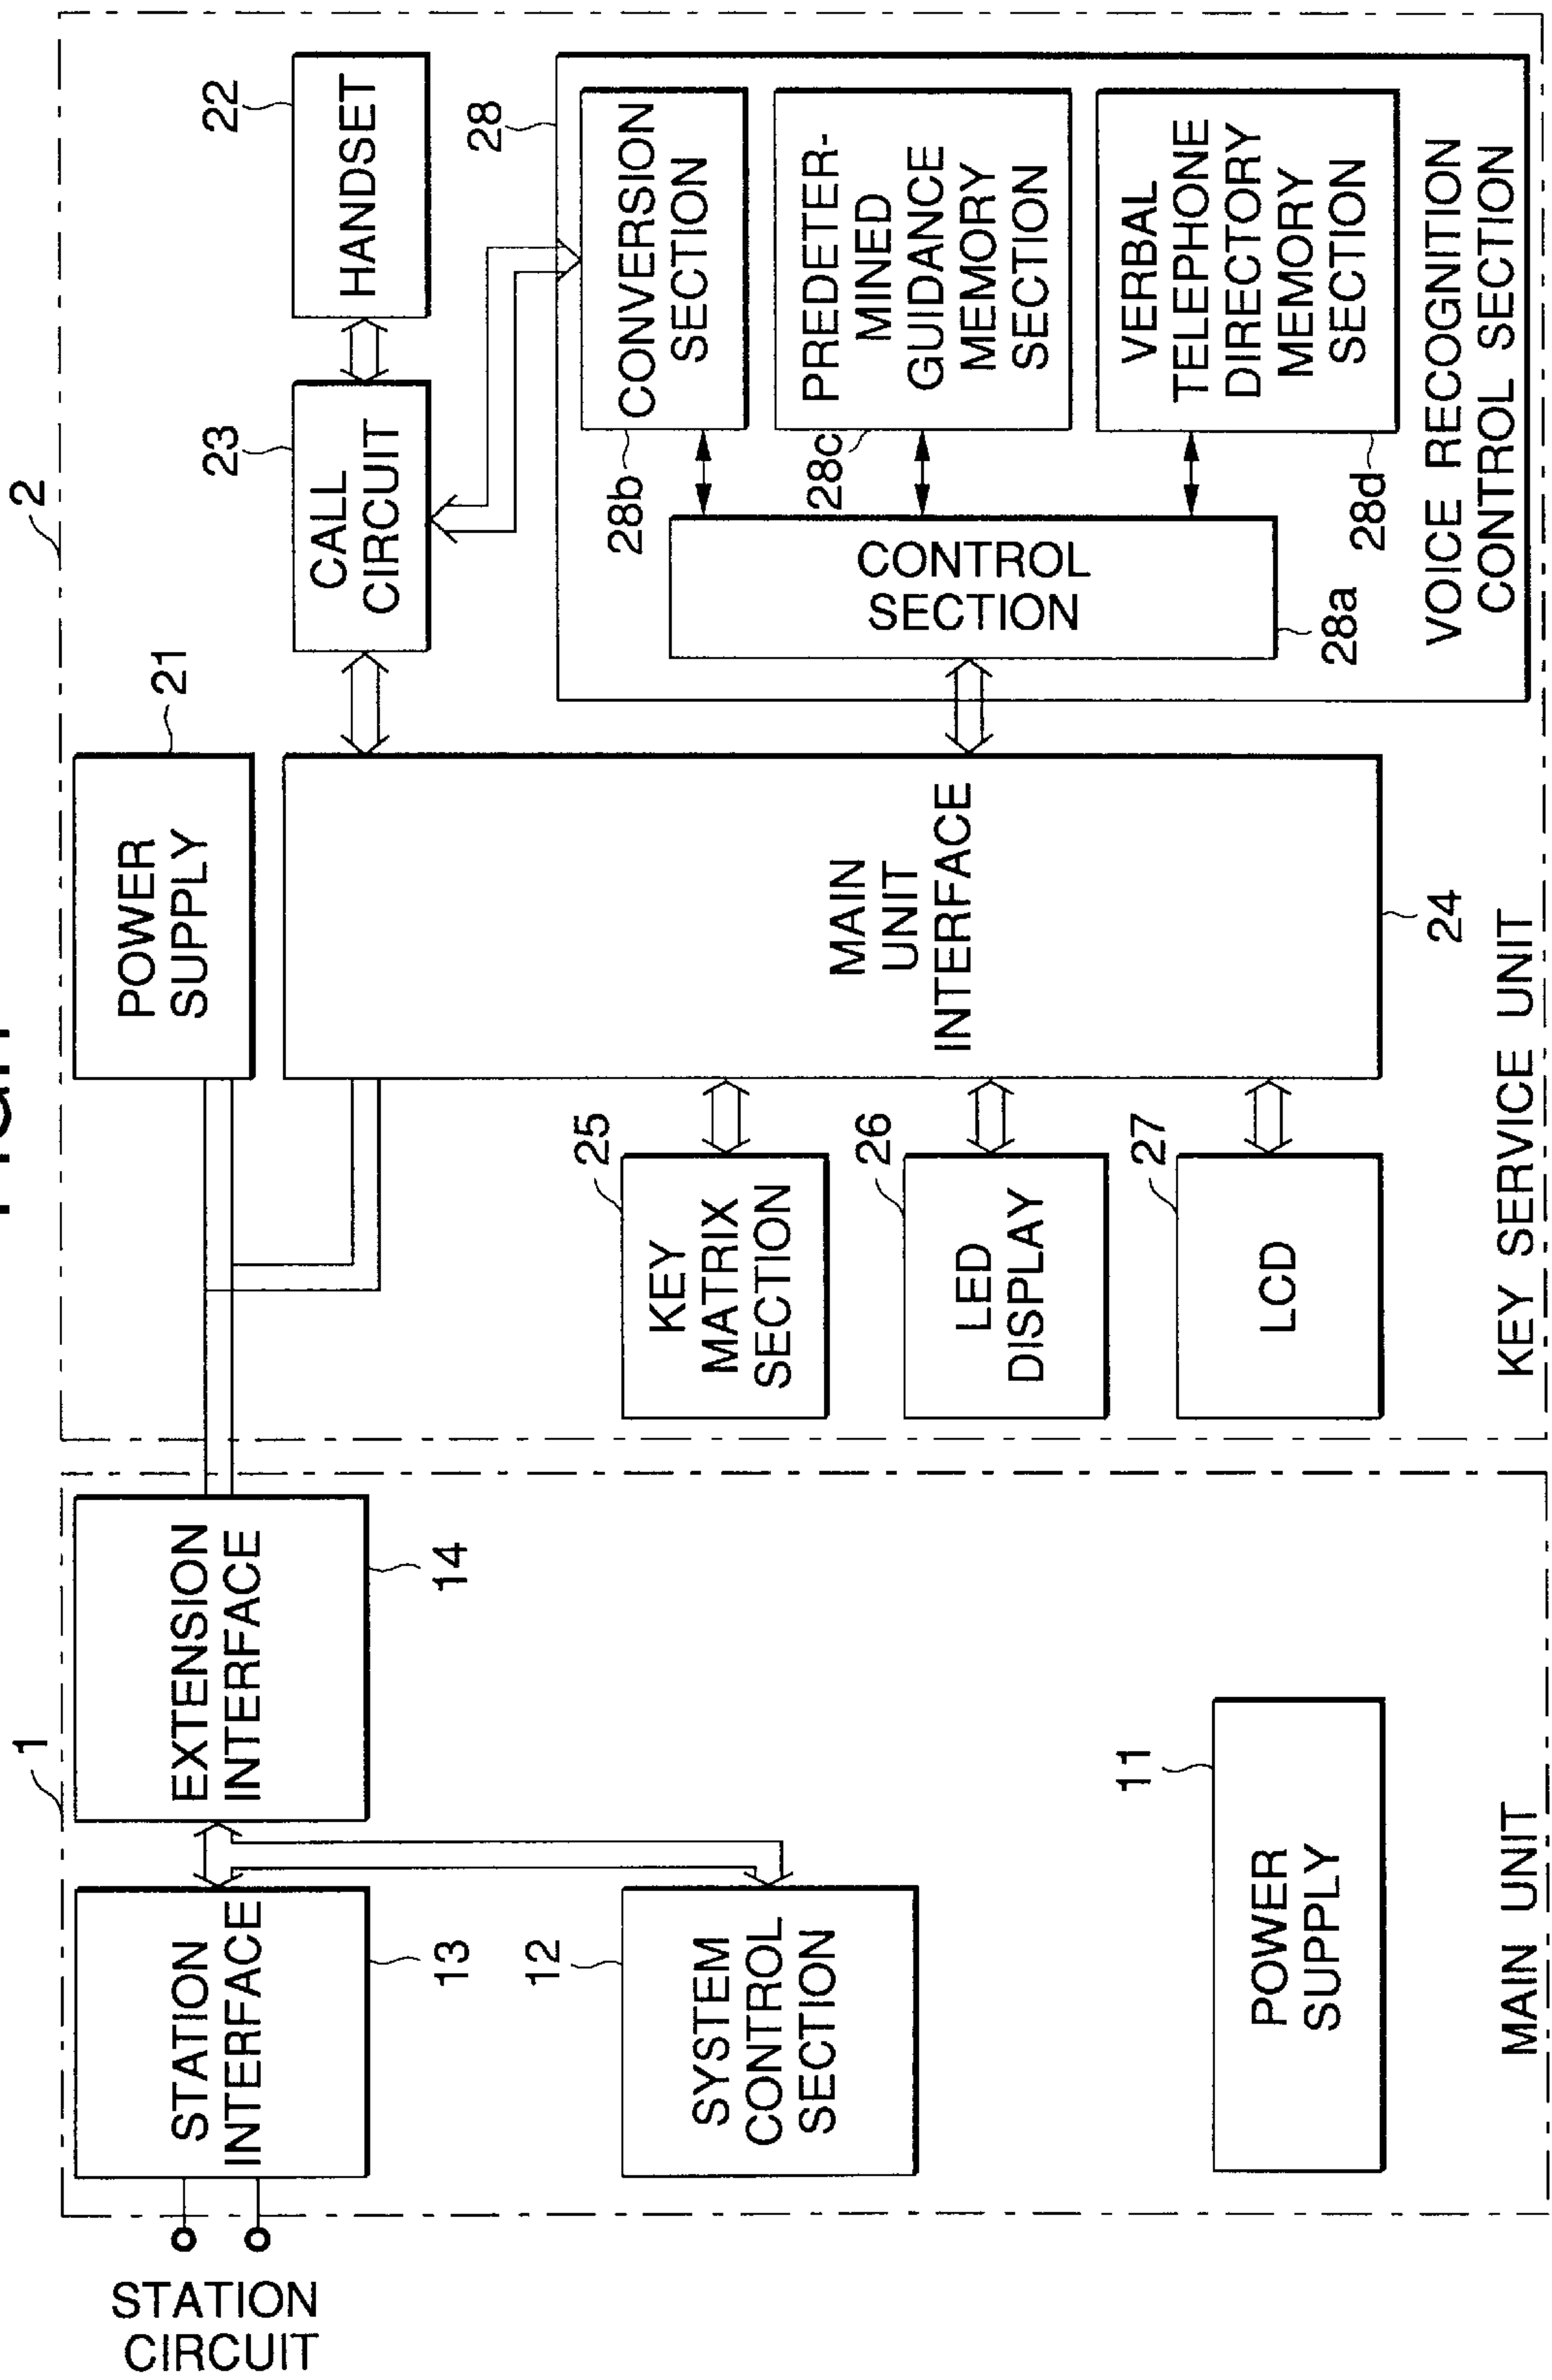 1
2
STATION
CIRCUIT
STATION
INTERFACE
13
EXTENSION
INTERFACE
14
SYSTEM
CONTROL
SECTION
12
POWER
SUPPLY
11
MAIN UNIT
POWER
SUPPLY
21
HANDSET
22
CALL
CIRCUIT
23
MAIN
UNIT
INTERFACE
24
KEY
MATRIX
SECTION
25
LED
DISPLAY
26
LCD
27
28
CONVERSION
SECTION
28b
PREDETER-
MINED
GUIDANCE
MEMORY
SECTION
28c
VERBAL
TELEPHONE
DIRECTORY
MEMORY
SECTION
28d
CONTROL
SECTION
28a
VOICE RECOGNITION
CONTROL SECTION
KEY SERVICE UNIT